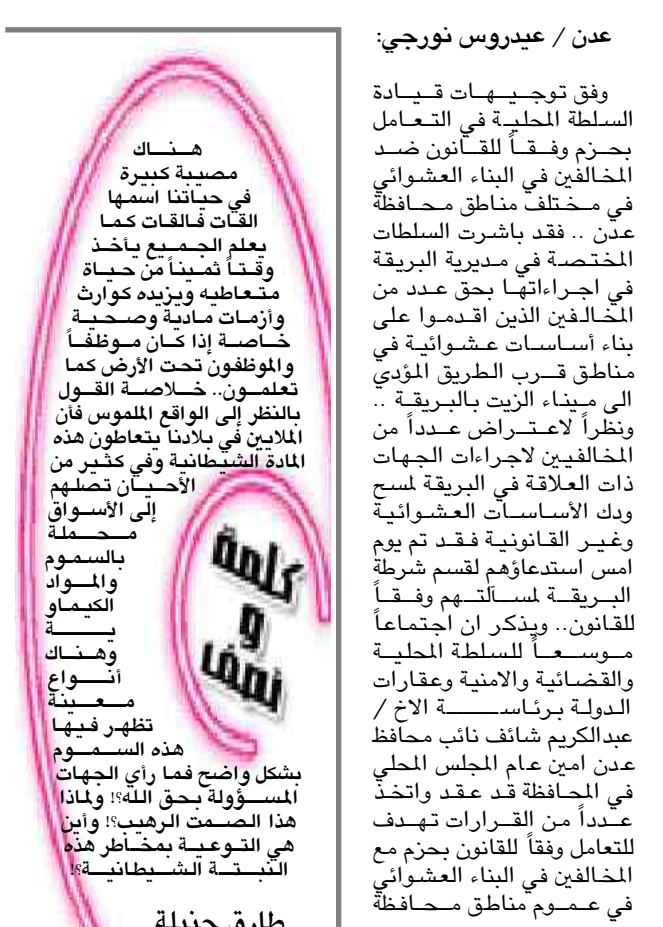 عدن / عيدروس نورجي:
وفق توجيهات قيادة
السلطة المحلية في التعامل
بحزم وفقاً للقانون ضد
المخالفين في البناء العشوائي
في مختلف مناطق محافظة
عدن .. فقد باشرت السلطات
المختصة في مديرية البريقة
في اجراءاتها بحق عدد من
المخالفين الذين اقدموا على
بناء أساسات عشوائية في
مناطق قرب الطريق المؤدي
الى ميناء الزيت بالبريقة ..
ونظراً لاعتراض عدداً من
المخالفيين لاجراءات الجهات
ذات العلاقة في البريقة لمسح
ودك الأساسات العشوائية
وغير القانونية فقد تم يوم
امس استدعاؤهم لقسم شرطة
البريقة لمسآلتهم وفقاً
للقانون.. ويذكر ان اجتماعاً
موسعاً للسلطة المحلية
والقضائية والامنية وعقارات
الدولة برئاسة الاخ /
عبدالكريم شائف نائب محافظ
عدن امين عام المجلس المحلي
في المحافظة قد عقد واتخذ
عدداً من القرارات تهدف
للتعامل وفقاً للقانون بحزم مع
المخالفين في البناء العشوائي
في عموم مناطق محافظة
كلمة
و
نصف
هناك
مصيبة كبيرة
في حياتنا اسمها
القات فالقات كما
يعلم الجميع يأخذ
وقتاً ثميناً من حياة
متعاطيه ويزيده كوارث
وأزمات مادية وصحية
خاصة إذا كان موظفاً
والموظفون تحت الأرض كما
تعلمون.. خلاصة القول
بالنظر إلى الواقع الملموس فأن
الملايين في بلادنا يتعاطون هذه
المادة الشيطانية وفي كثير من
الأحيان تصلهم
إلى الأسواق
محملة
بالسموم
والمواد
الكيماو
ية
وهناك
أنواع
معينة
تظهر فيها
هذه السموم
بشكل واضح فما رأي الجهات
المسؤولة بحق الله؟! ولماذا
هذا الصمت الرهيب؟! وأين
هي التوعية بمخاطر هذه
النبتة الشيطانية؟!
طارق حنبلة